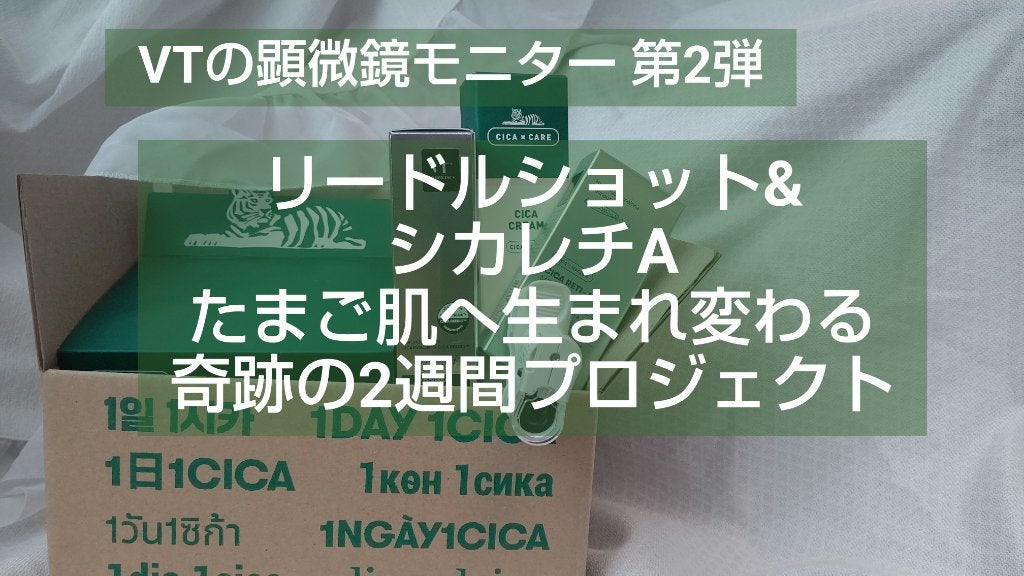 VTの顕微鏡モニター 第2弾
CICA × CARE
リードルショット&
CICA
CREAM
シカレチA
たまご肌へ生まれ変わる
奇跡の2週間プロジェクト
1일 1시카
1DAY 1CICA
1日1CICA
1көн 1сика
1วัน1ซิก้า
1NGÀY1CICA